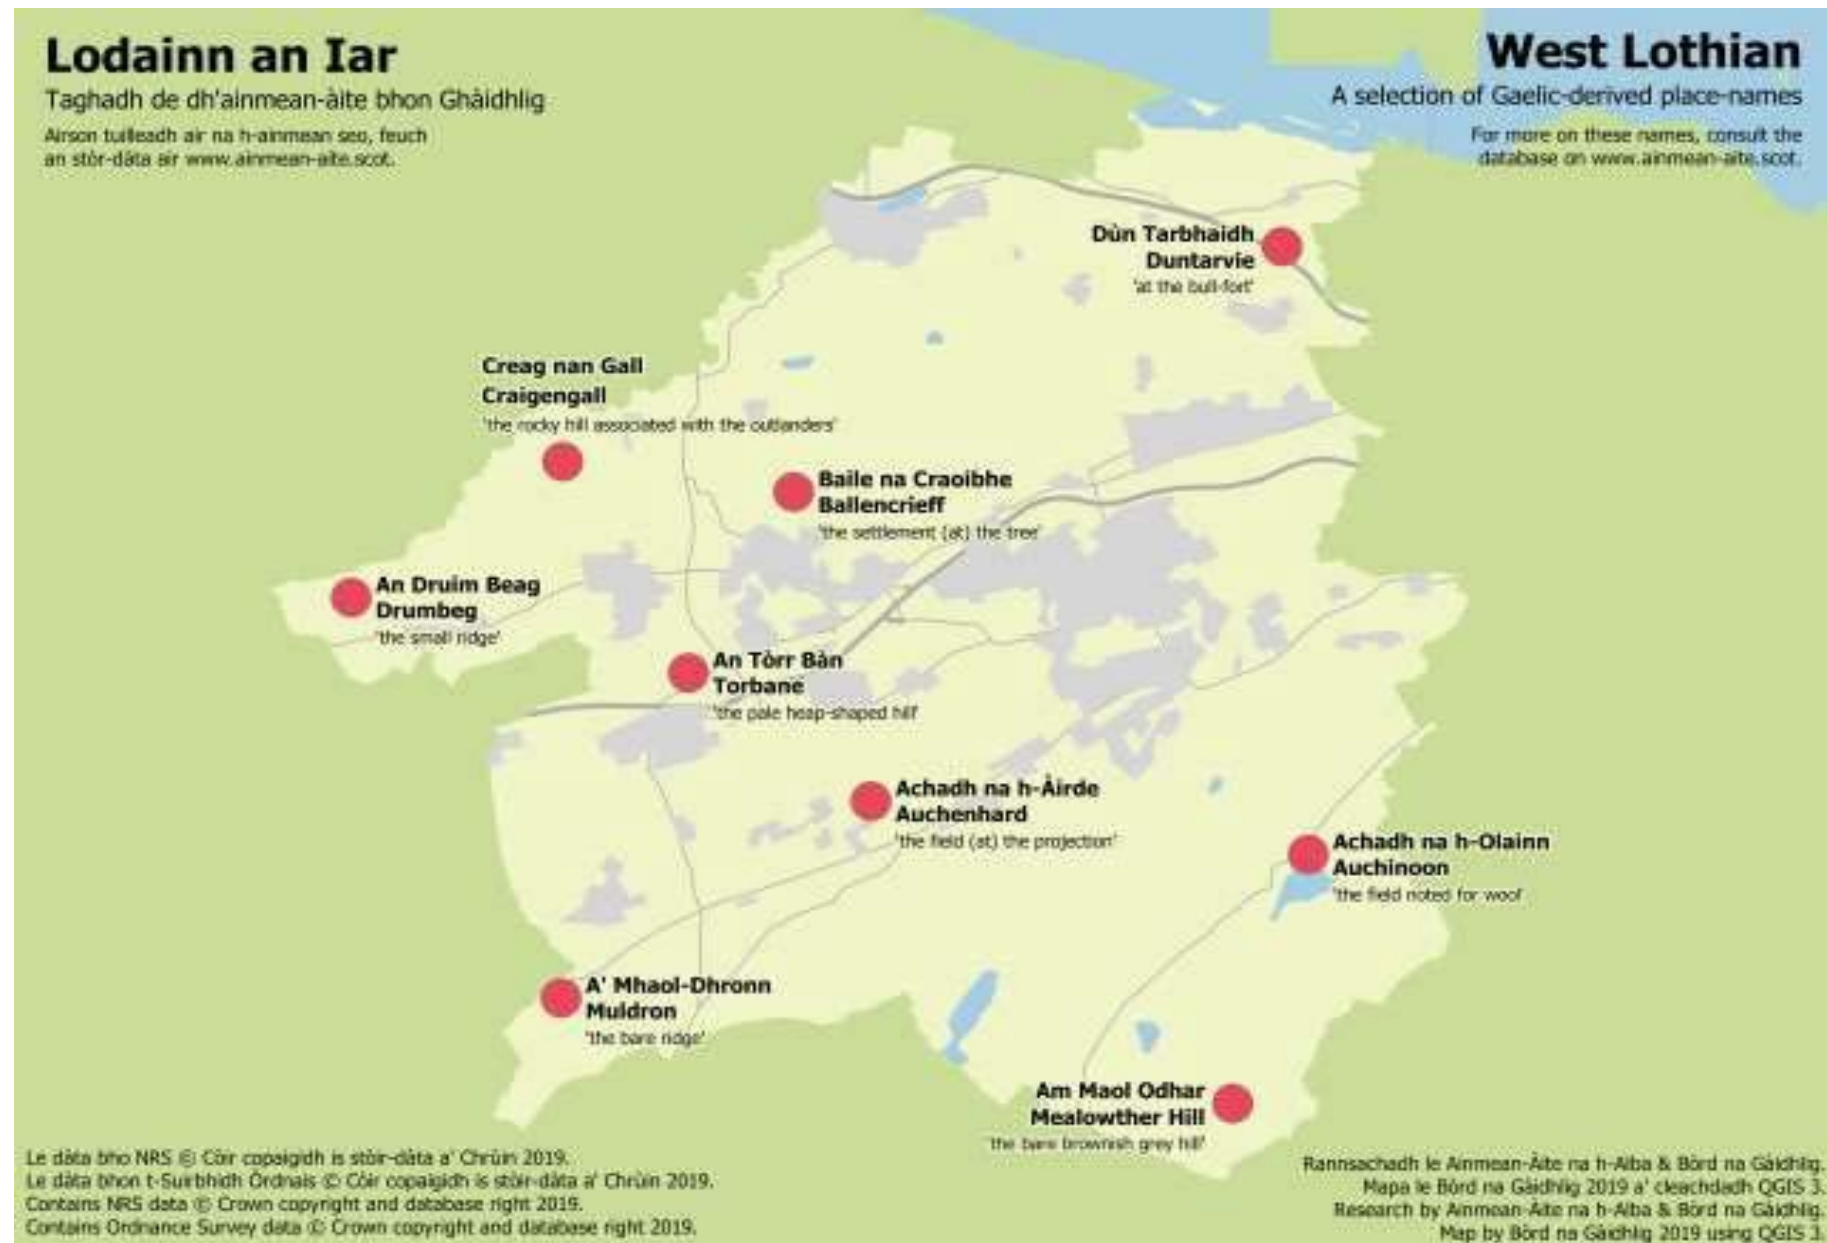 Lodainn an Iar
Taghadh de dh'ainmean-àite bhon Ghàidhlig
Airson tuilleadh air na h-ainmean seo, feuch
an stòr-dàta air www.ainmean-aite.scot.
West Lothian
A selection of Gaelic-derived place-names
For more on these names, consult the
database on www.ainmean-aite.scot.
Dùn Tarbhaidh
Duntarvie
'at the bull-fort'
Creag nan Gall
Craigengall
'the rocky hill associated with the outlanders'
Baile na Craoibhe
Ballencrieff
'the settlement (at) the tree'
An Druim Beag
Drumbeg
'the small ridge'
An Tòrr Bàn
Torbane
'the pale heap-shaped hill'
Achadh na h-Àirde
Auchenhard
'the field (at) the projection'
Achadh na h-Olainn
Auchinoon
'the field noted for wool'
A' Mhaol-Dhronn
Muldron
'the bare ridge'
Am Maol Odhar
Mealowther Hill
'the bare brownish grey hill'
Le dàta bho NRS © Còir copaigidh is stòir-dàta a' Chrùin 2019.
Le dàta bhon t-Suirbhidh Òrdnais © Còir copaigidh is stòir-dàta a' Chrùin 2019.
Contains NRS data © Crown copyright and database right 2019.
Contains Ordnance Survey data © Crown copyright and database right 2019.
Rannsachadh le Ainmean-Àite na h-Alba & Bòrd na Gàidhlig.
Mapa le Bòrd na Gàidhlig 2019 a' cleachdadh QGIS 3.
Research by Ainmean-Àite na h-Alba & Bòrd na Gàidhlig.
Map by Bòrd na Gàidhlig 2019 using QGIS 3.